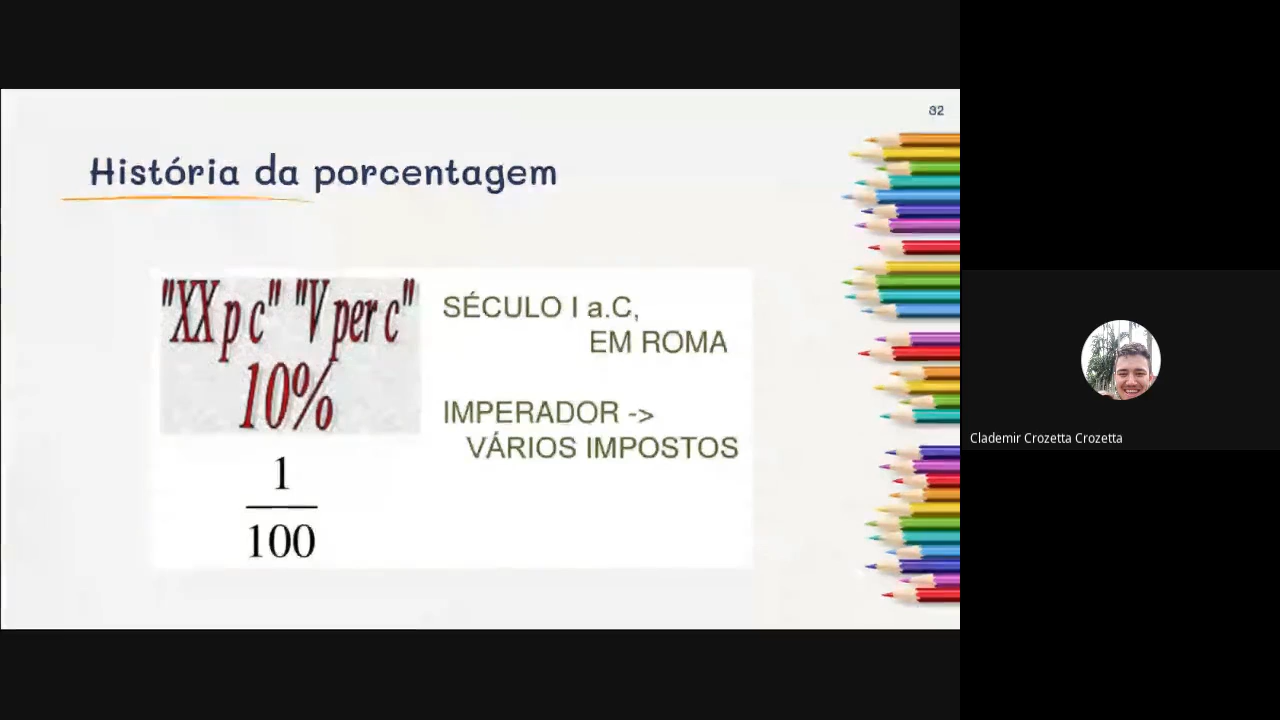 32
História da porcentagem
"XX p c" "V per c"
10%
1
100
SÉCULO I a.C,
EM ROMA
IMPERADOR ->
VÁRIOS IMPOSTOS
Clademir Crozetta Crozetta